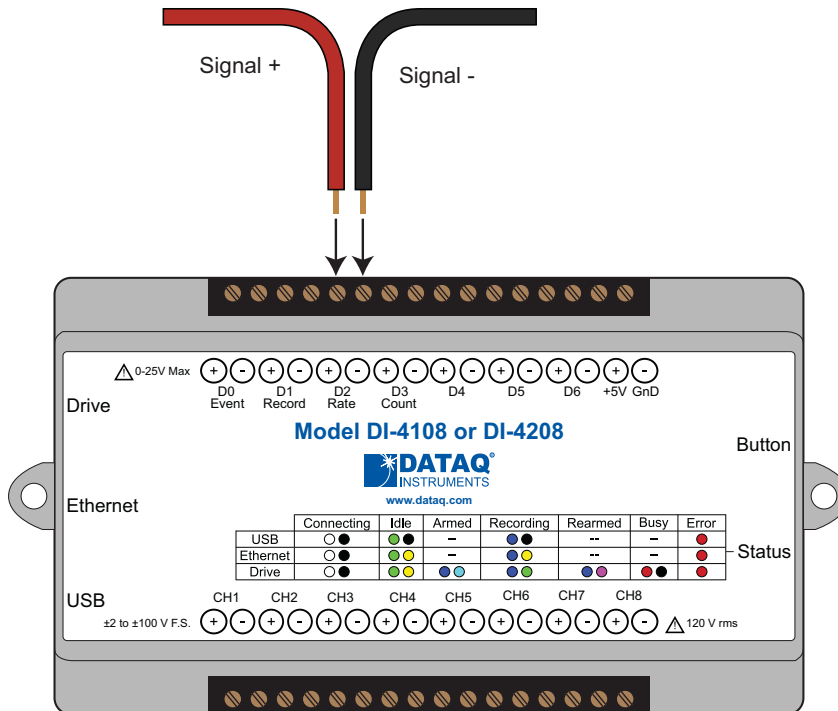 Signal +
Signal -
0-25V Max
+ - + - + - + - + - + - + - + -
D0 D1 D2 D3 D4 D5 D6 +5V GnD
Event Record Rate Count
Drive
Model DI-4108 or DI-4208
Button
DATAQ®
INSTRUMENTS
www.dataq.com
Ethernet
Connecting Idle Armed Recording Rearmed Busy Error
USB – -- –
Ethernet – -- –
Drive
Status
USB
CH1 CH2 CH3 CH4 CH5 CH6 CH7 CH8
±2 to ±100 V F.S. + - + - + - + - + - + - + - + - 120 V rms